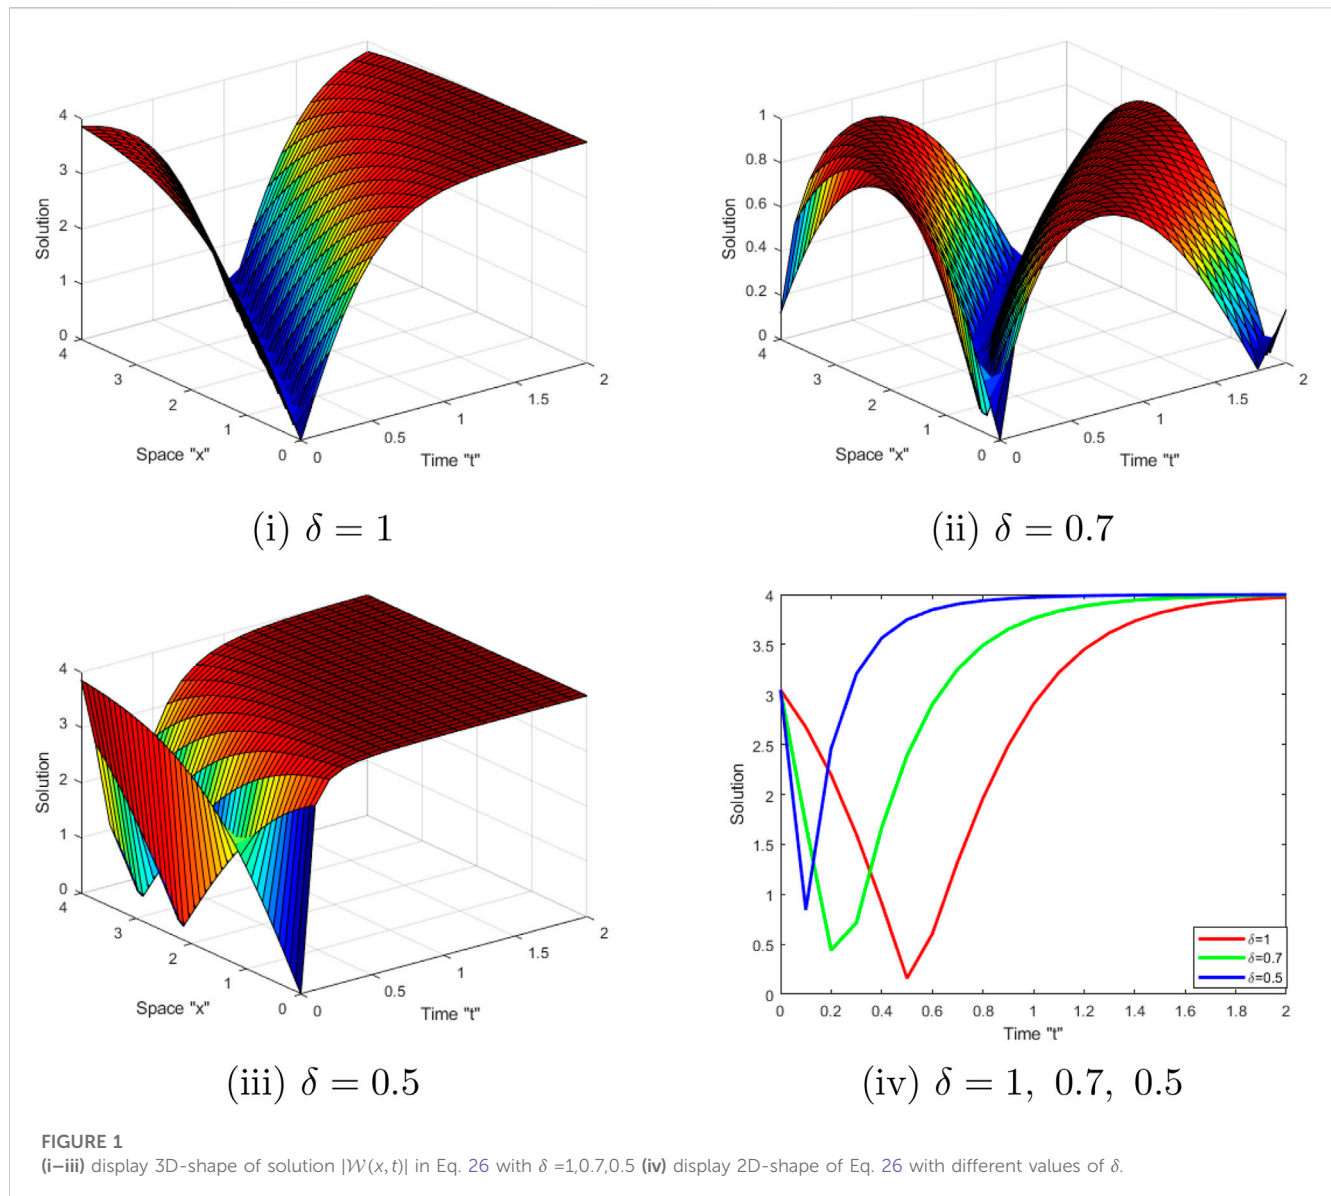 4
3
2
1
0
Solution
4
3
2
1
0
Space "x"
0
0.5
1
1.5
2
Time "t"
(i) δ = 1
1
0.8
0.6
0.4
0.2
0
Solution
4
3
2
1
0
Space "x"
0
0.5
1
1.5
2
Time "t"
(ii) δ = 0.7
4
3
2
1
0
Solution
4
3
2
1
0
Space "x"
0
0.5
1
1.5
2
Time "t"
(iii) δ = 0.5
4
3.5
3
2.5
2
1.5
1
0.5
0
Solution
0 0.2 0.4 0.6 0.8 1 1.2 1.4 1.6 1.8 2
Time "t"
δ=1
δ=0.7
δ=0.5
(iv) δ = 1, 0.7, 0.5
FIGURE 1
(i–iii) display 3D-shape of solution |𝒲(x, t)| in Eq. 26 with δ =1,0.7,0.5 (iv) display 2D-shape of Eq. 26 with different values of δ.